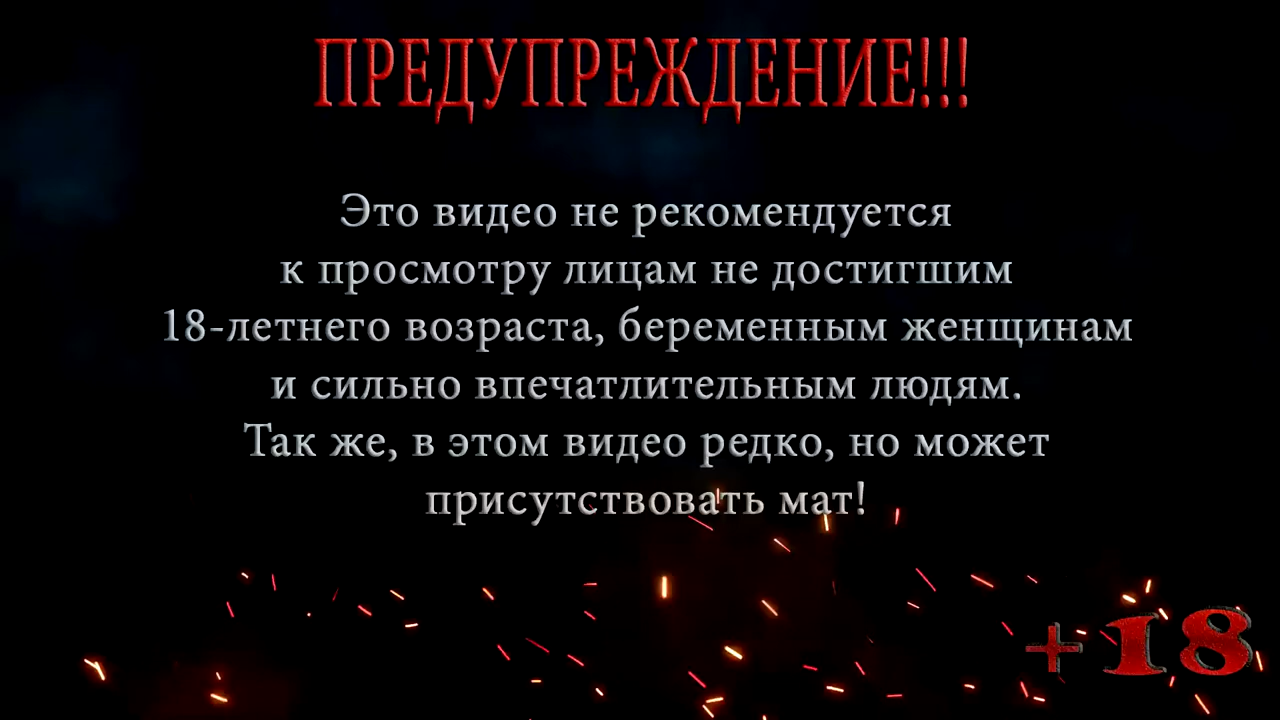 ПРЕДУПРЕЖДЕНИЕ!!!
Это видео не рекомендуется
к просмотру лицам не достигшим
18-летнего возраста, беременным женщинам
и сильно впечатлительным людям.
Так же, в этом видео редко, но может
присутствовать мат!
+18